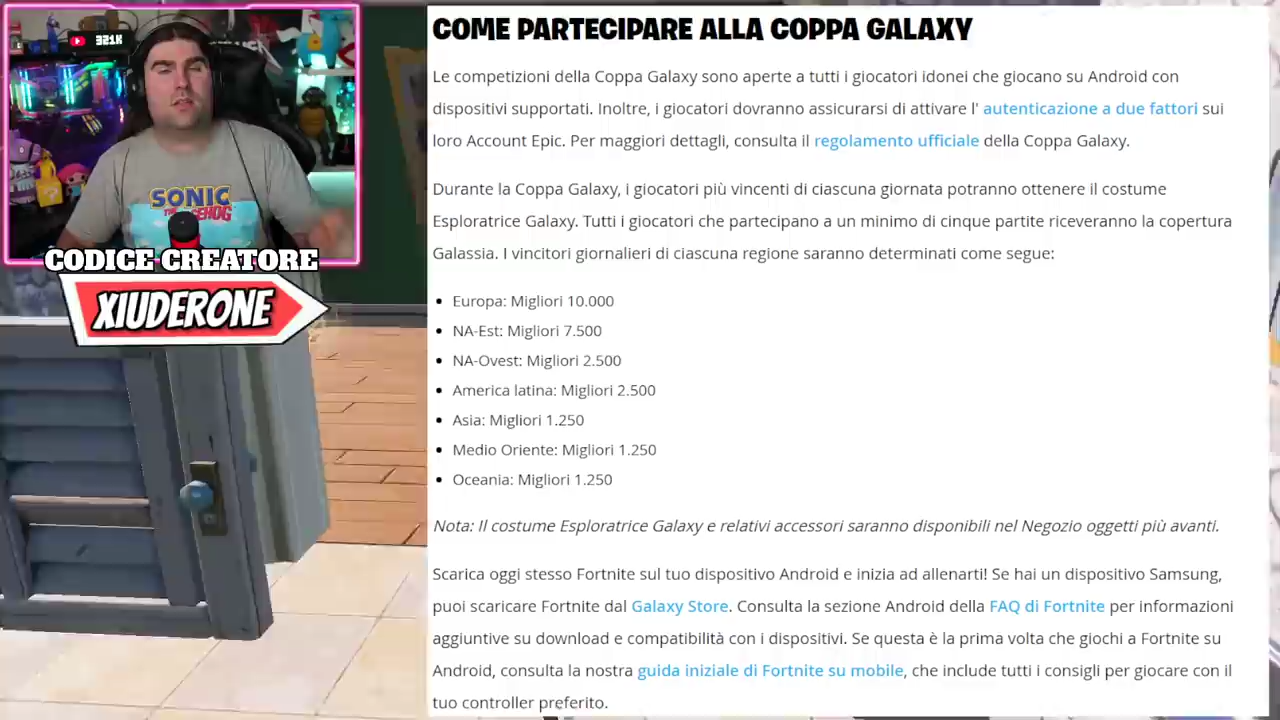 321K
SONIC
THE HEDGEHOG
CODICE CREATORE
XIUDERONE
COME PARTECIPARE ALLA COPPA GALAXY
Le competizioni della Coppa Galaxy sono aperte a tutti i giocatori idonei che giocano su Android con
dispositivi supportati. Inoltre, i giocatori dovranno assicurarsi di attivare l' autenticazione a due fattori sui
loro Account Epic. Per maggiori dettagli, consulta il regolamento ufficiale della Coppa Galaxy.
Durante la Coppa Galaxy, i giocatori più vincenti di ciascuna giornata potranno ottenere il costume
Esploratrice Galaxy. Tutti i giocatori che partecipano a un minimo di cinque partite riceveranno la copertura
Galassia. I vincitori giornalieri di ciascuna regione saranno determinati come segue:
• Europa: Migliori 10.000
• NA-Est: Migliori 7.500
• NA-Ovest: Migliori 2.500
• America latina: Migliori 2.500
• Asia: Migliori 1.250
• Medio Oriente: Migliori 1.250
• Oceania: Migliori 1.250
Nota: Il costume Esploratrice Galaxy e relativi accessori saranno disponibili nel Negozio oggetti più avanti.
Scarica oggi stesso Fortnite sul tuo dispositivo Android e inizia ad allenarti! Se hai un dispositivo Samsung,
puoi scaricare Fortnite dal Galaxy Store. Consulta la sezione Android della FAQ di Fortnite per informazioni
aggiuntive su download e compatibilità con i dispositivi. Se questa è la prima volta che giochi a Fortnite su
Android, consulta la nostra guida iniziale di Fortnite su mobile, che include tutti i consigli per giocare con il
tuo controller preferito.